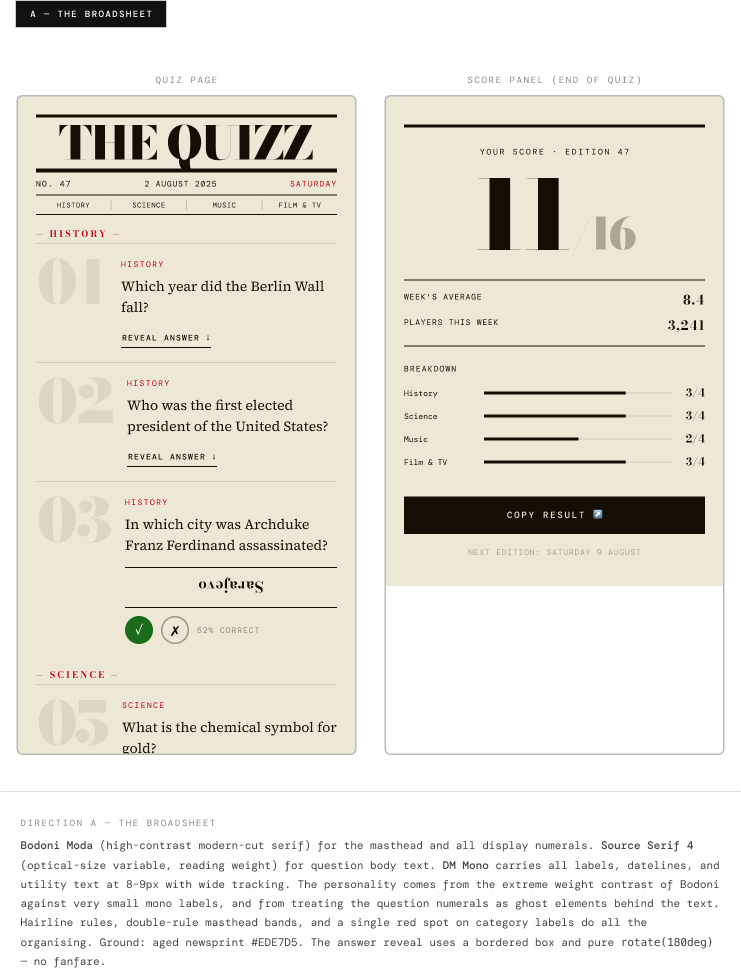 A — THE BROADSHEET
QUIZ PAGE
THE QUIZZ
NO. 47 2 AUGUST 2025 SATURDAY
HISTORY SCIENCE MUSIC FILM & TV
— HISTORY —
01
HISTORY
Which year did the Berlin Wall
fall?
REVEAL ANSWER ↓
02
HISTORY
Who was the first elected
president of the United States?
REVEAL ANSWER ↓
03
HISTORY
In which city was Archduke
Franz Ferdinand assassinated?
Sarajevo
✓ ✗ 52% CORRECT
— SCIENCE —
05
SCIENCE
What is the chemical symbol for
gold?
SCORE PANEL (END OF QUIZ)
YOUR SCORE · EDITION 47
11/16
WEEK'S AVERAGE 8.4
PLAYERS THIS WEEK 3,241
BREAKDOWN
History 3/4
Science 3/4
Music 2/4
Film & TV 3/4
COPY RESULT ↗
NEXT EDITION: SATURDAY 9 AUGUST
DIRECTION A — THE BROADSHEET
Bodoni Moda (high-contrast modern-cut serif) for the masthead and all display numerals. Source Serif 4
(optical-size variable, reading weight) for question body text. DM Mono carries all labels, datelines, and
utility text at 8–9px with wide tracking. The personality comes from the extreme weight contrast of Bodoni
against very small mono labels, and from treating the question numerals as ghost elements behind the text.
Hairline rules, double-rule masthead bands, and a single red spot on category labels do all the
organising. Ground: aged newsprint #EDE7D5. The answer reveal uses a bordered box and pure rotate(180deg)
— no fanfare.